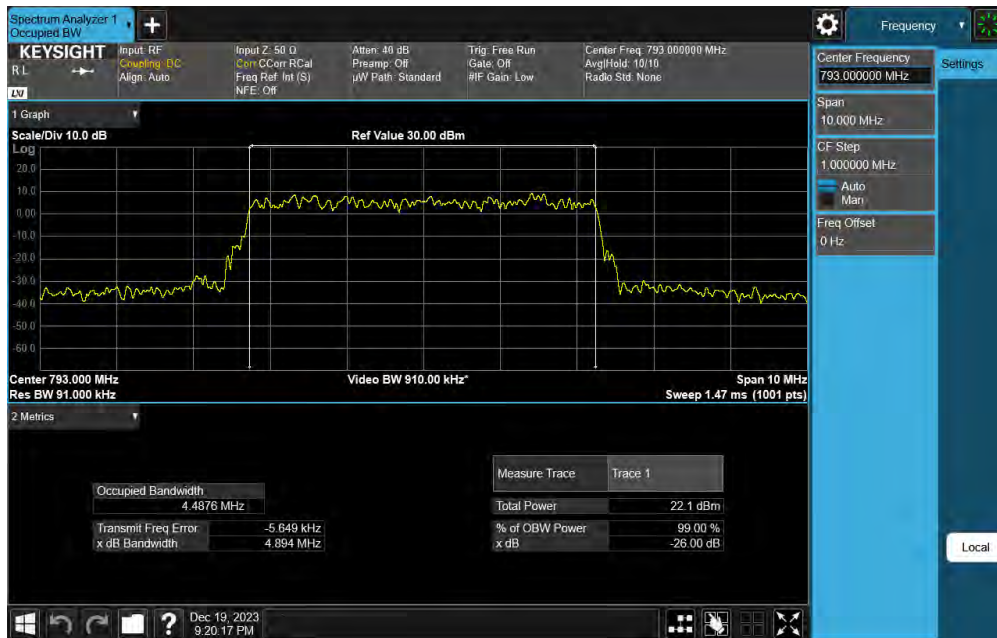 Spectrum Analyzer 1
Occupied BW
Frequency
KEYSIGHT
RL
LXI
Input: RF
Coupling: DC
Align: Auto
Input Z: 50 Ω
Corr CCorr RCal
Freq Ref: Int (S)
NFE: Off
Atten: 40 dB
Preamp: Off
µW Path: Standard
Trig: Free Run
Gate: Off
#IF Gain: Low
Center Freq: 793.000000 MHz
Avg|Hold: 10/10
Radio Std: None
Center Frequency
793.000000 MHz
Settings
Span
10.000 MHz
CF Step
1.000000 MHz
Auto
Man
Freq Offset
0 Hz
1 Graph
Scale/Div 10.0 dB
Ref Value 30.00 dBm
Log
20.0
10.0
0.00
-10.0
-20.0
-30.0
-40.0
-50.0
-60.0
Center 793.000 MHz
Video BW 910.00 kHz*
Span 10 MHz
Res BW 91.000 kHz
Sweep 1.47 ms (1001 pts)
2 Metrics
Measure Trace Trace 1
Occupied Bandwidth
4.4876 MHz
Total Power 22.1 dBm
Transmit Freq Error -5.649 kHz
% of OBW Power 99.00 %
x dB Bandwidth 4.894 MHz
x dB -26.00 dB
Local
?
Dec 19, 2023
9:20:17 PM